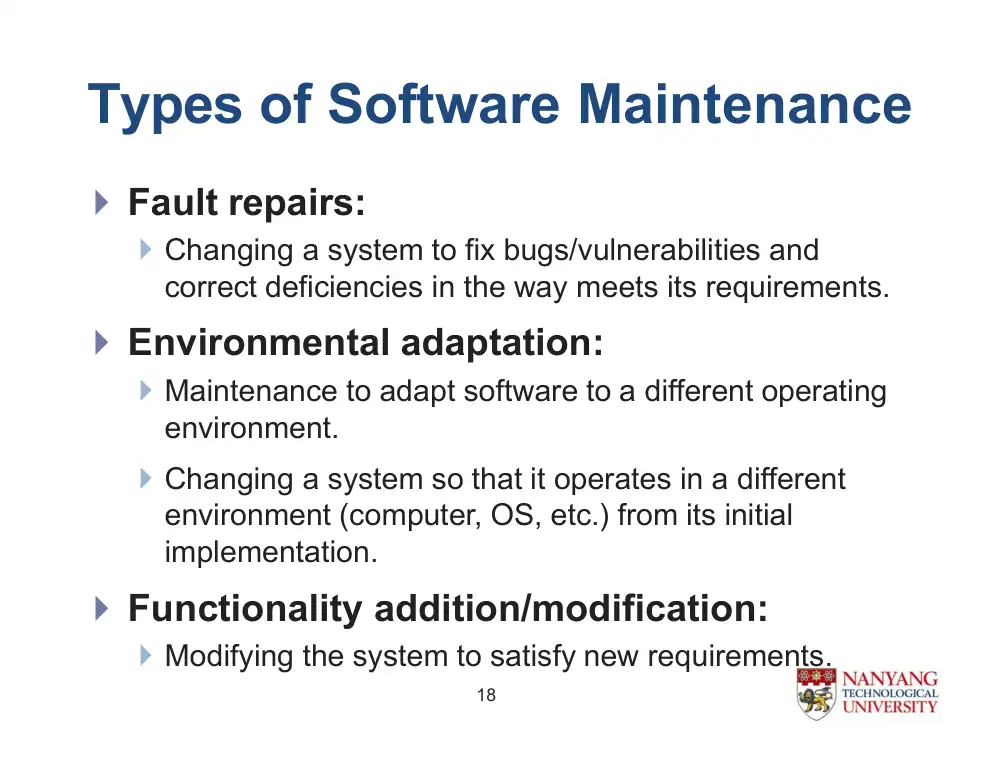 Types of Software Maintenance
Fault repairs:
Changing a system to fix bugs/vulnerabilities and
correct deficiencies in the way meets its requirements.
Environmental adaptation:
Maintenance to adapt software to a different operating
environment.
Changing a system so that it operates in a different
environment (computer, OS, etc.) from its initial
implementation.
Functionality addition/modification:
Modifying the system to satisfy new requirements.
18
NANYANG
TECHNOLOGICAL
UNIVERSITY